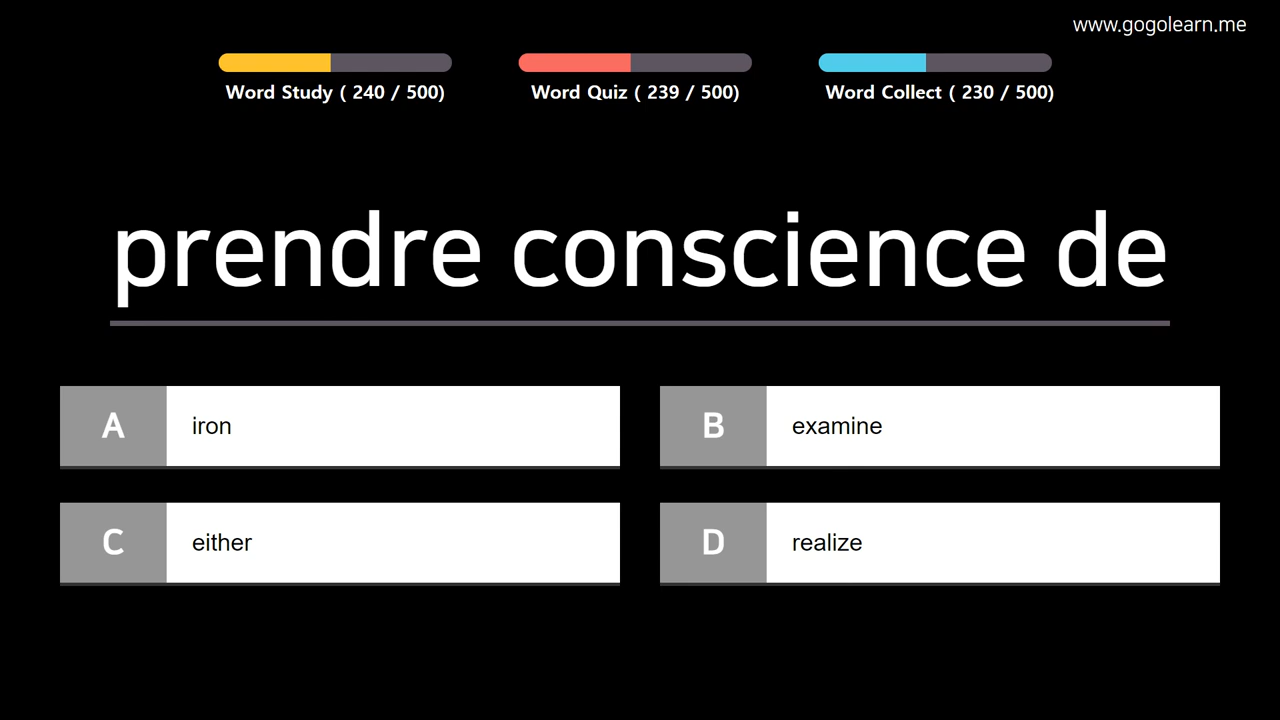 www.gogolearn.me
Word Study ( 240 / 500)
Word Quiz ( 239 / 500)
Word Collect ( 230 / 500)
prendre conscience de
A iron
B examine
C either
D realize